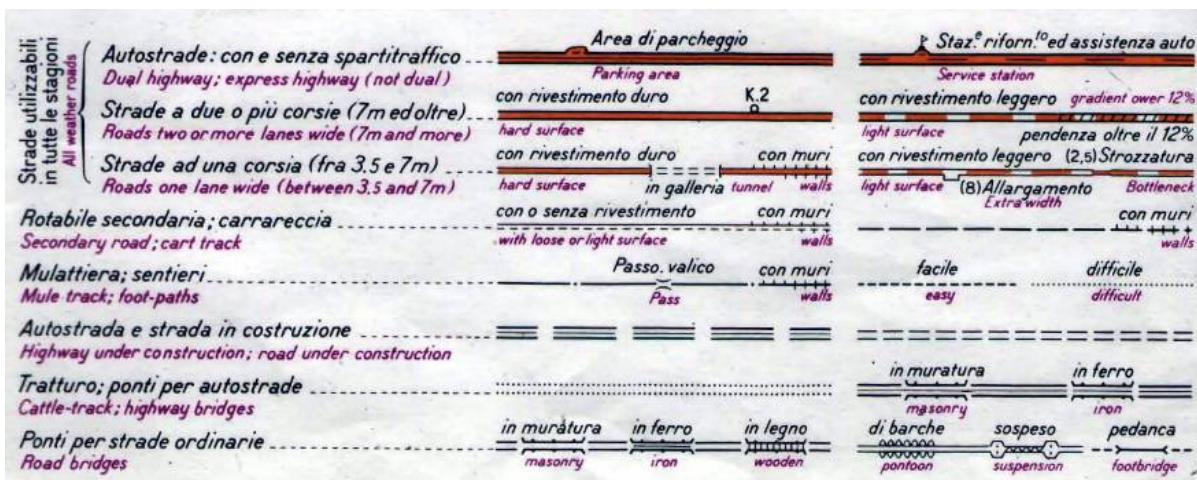 Strade utilizzabili
in tutte le stagioni
All weather roads
Autostrade: con e senza spartitraffico
Area di parcheggio
Staz.e riforn.to ed assistenza auto
Dual highway; express highway (not dual)
Parking area
Service station
Strade a due o più corsie (7m ed oltre)
con rivestimento duro
K.2
con rivestimento leggero
gradient ower 12%
Roads two or more lanes wide (7m and more)
hard surface
light surface
pendenza oltre il 12%
Strade ad una corsia (fra 3.5 e 7m)
con rivestimento duro
con muri
con rivestimento leggero
(2,5) Strozzatura
Roads one lane wide (between 3,5 and 7m)
hard surface
in galleria
tunnel
walls
light surface
(8) Allargamento
Bottleneck
Extra width
Rotabile secondaria; carrareccia
con o senza rivestimento
con muri
con muri
Secondary road; cart track
with loose or light surface
walls
walls
Mulattiera; sentieri
Passo. valico
con muri
facile
difficile
Mule track; foot-paths
Pass
walls
easy
difficult
Autostrada e strada in costruzione
Highway under construction; road under construction
Tratturo; ponti per autostrade
in muratura
in ferro
Cattle-track; highway bridges
masonry
iron
Ponti per strade ordinarie
in muratura
in ferro
in legno
di barche
sospeso
pedanca
Road bridges
masonry
iron
wooden
pontoon
suspension
footbridge